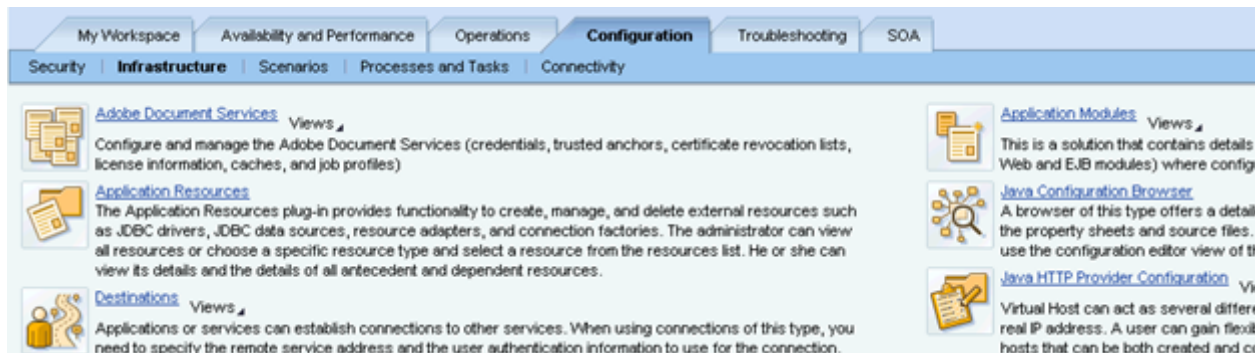 My Workspace Availability and Performance Operations Configuration Troubleshooting SOA
Security | Infrastructure | Scenarios | Processes and Tasks | Connectivity
Adobe Document Services Views
Configure and manage the Adobe Document Services (credentials, trusted anchors, certificate revocation lists,
license information, caches, and job profiles)
Application Resources
The Application Resources plug-in provides functionality to create, manage, and delete external resources such
as JDBC drivers, JDBC data sources, resource adapters, and connection factories. The administrator can view
all resources or choose a specific resource type and select a resource from the resources list. He or she can
view its details and the details of all antecedent and dependent resources.
Destinations Views
Applications or services can establish connections to other services. When using connections of this type, you
need to specify the remote service address and the user authentication information to use for the connection.
Application Modules Views
This is a solution that contains details
Web and EJB modules) where
Java Configuration Browser
A browser of this type offers a
the property sheets and source files.
use the configuration editor view of
Java HTTP Provider Configuration
Virtual Host can act as several
real IP address. A user can gain
hosts that can be both created and